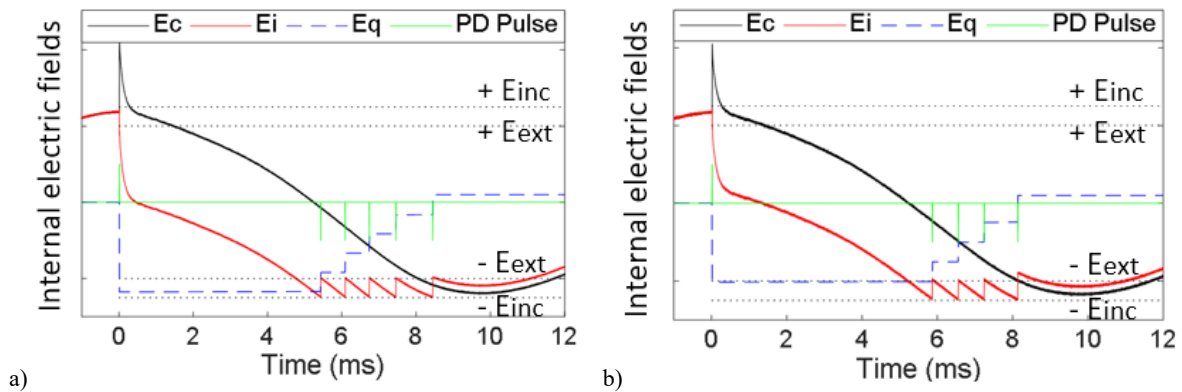 Ec Ei Eq PD Pulse
Internal electric fields
+ Einc
+ Eext
- Eext
- Einc
0 2 4 6 8 10 12
Time (ms)
a)
Ec Ei Eq PD Pulse
Internal electric fields
+ Einc
+ Eext
- Eext
- Einc
0 2 4 6 8 10 12
Time (ms)
b)